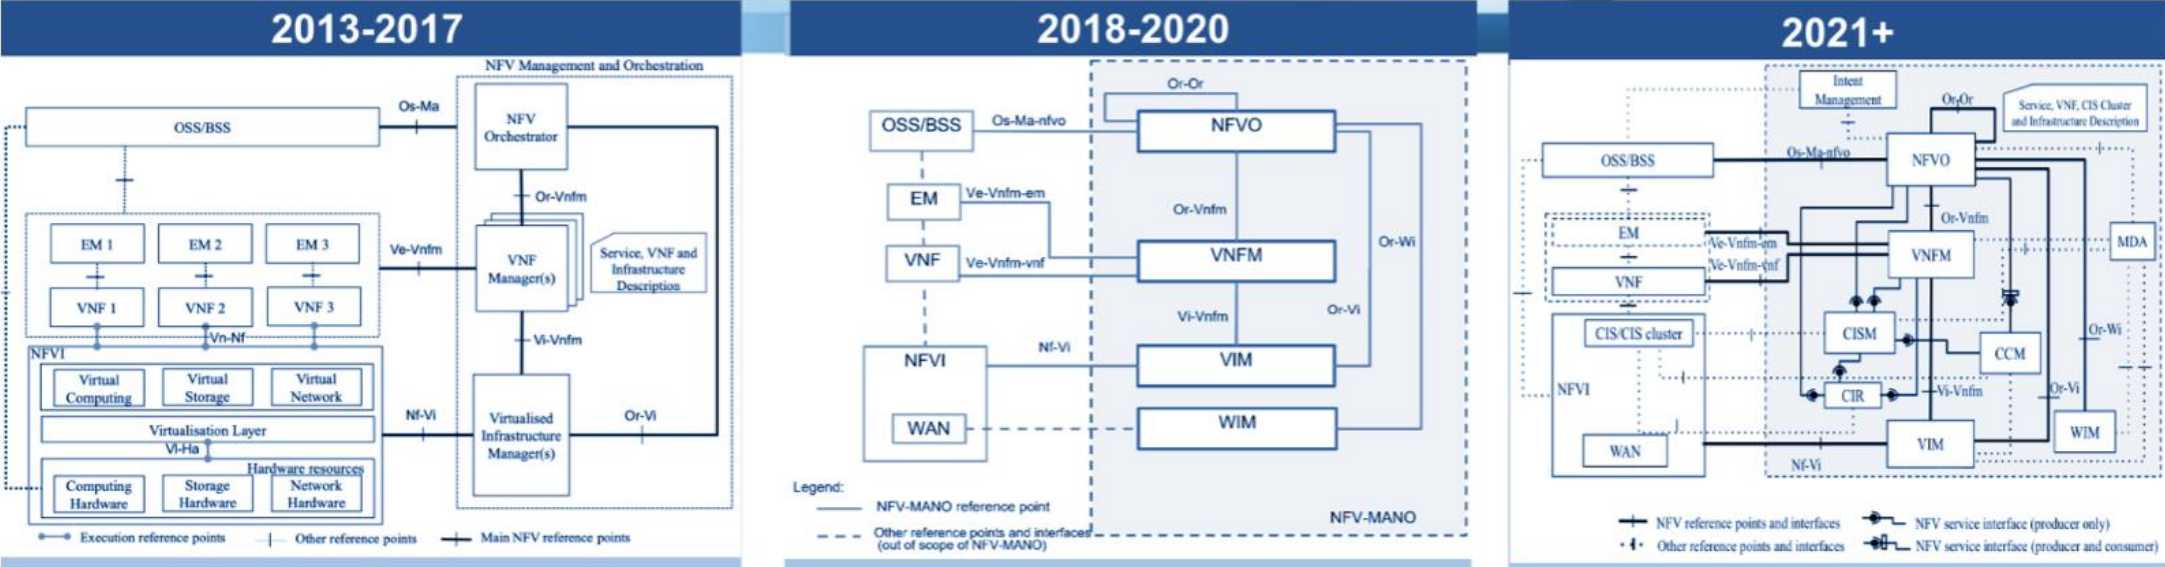 2013-2017
NFV Management and Orchestration
Os-Ma
OSS/BSS
NFV
Orchestrator
Or-Vnfm
EM 1
EM 2
EM 3
Ve-Vnfm
VNF
Manager(s)
Service, VNF and
Infrastructure
Description
VNF 1
VNF 2
VNF 3
Vn-Nf
Vi-Vnfm
NFVI
Virtual
Computing
Virtual
Storage
Virtual
Network
Nf-Vi
Virtualised
Infrastructure
Manager(s)
Or-Vi
Virtualisation Layer
VI-Ha
Hardware resources
Computing
Hardware
Storage
Hardware
Network
Hardware
Execution reference points
Other reference points
Main NFV reference points
2018-2020
Or-Or
OSS/BSS
Os-Ma-nfvo
NFVO
EM
Ve-Vnfm-em
Or-Vnfm
Or-Wi
VNF
Ve-Vnfm-vnf
VNFM
Vi-Vnfm
Or-Vi
NFVI
Nf-Vi
VIM
WAN
WIM
Legend:
NFV-MANO reference point
Other reference points and interfaces
(out of scope of NFV-MANO)
NFV-MANO
2021+
Intent
Management
Or-Or
Service, VNF, CIS Cluster
and Infrastructure Description
OSS/BSS
Os-Ma-nfvo
NFVO
Or-Vnfm
EM
Ve-Vnfm-em
VNFM
MDA
Ve-Vnfm-vnf
VNF
CIS/CIS cluster
CISM
Or-Wi
CCM
NFVI
CIR
Vi-Vnfm
Or-Vi
WAN
VIM
WIM
Nf-Vi
NFV reference points and interfaces
NFV service interface (producer only)
Other reference points and interfaces
NFV service interface (producer and consumer)